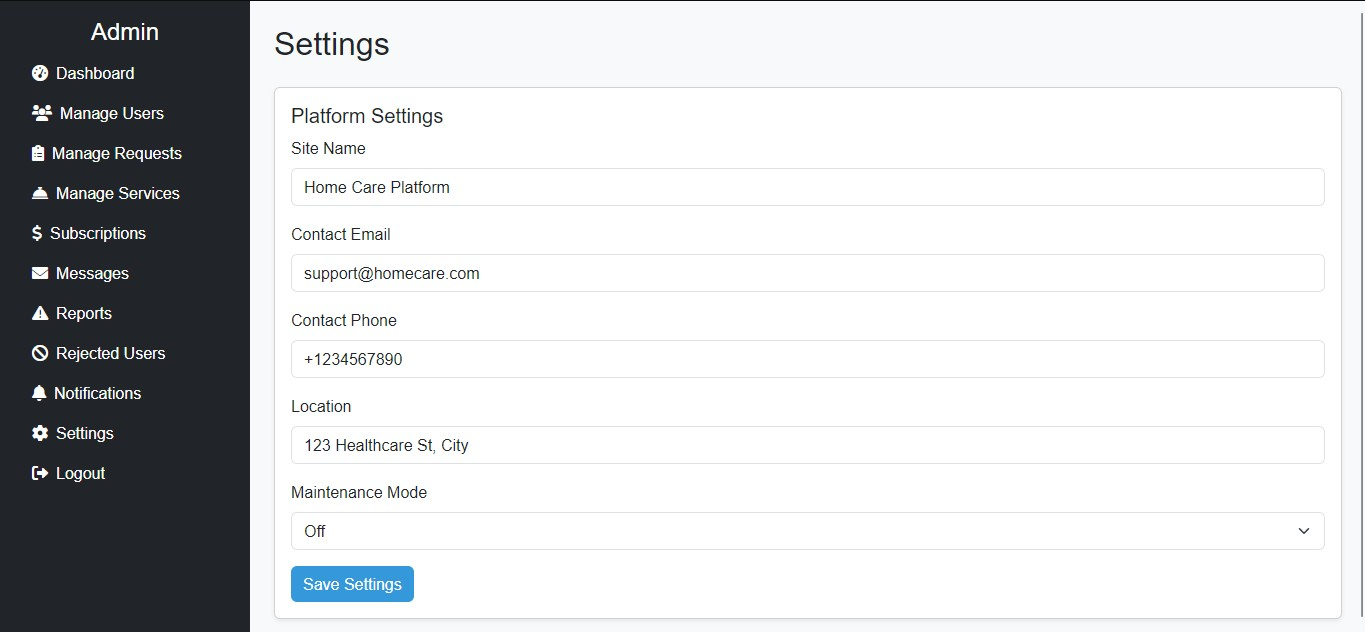 Admin
Dashboard
Manage Users
Manage Requests
Manage Services
Subscriptions
Messages
Reports
Rejected Users
Notifications
Settings
Logout
Settings
Platform Settings
Site Name
Home Care Platform
Contact Email
support@homecare.com
Contact Phone
+1234567890
Location
123 Healthcare St, City
Maintenance Mode
Off
Save Settings